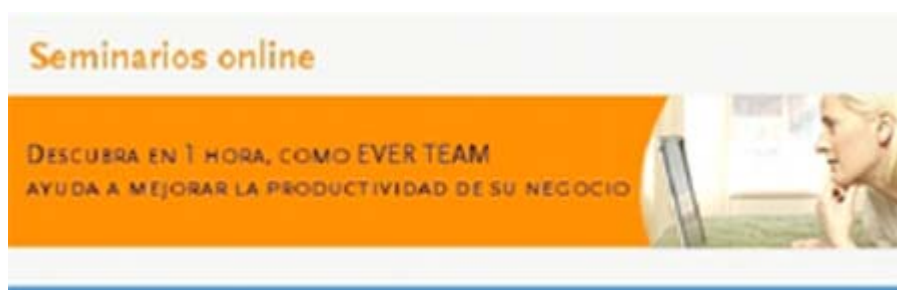 Seminarios online
DESCUBRA EN 1 HORA, COMO EVER TEAM
AYUDA A MEJORAR LA PRODUCTIVIDAD DE SU NEGOCIO